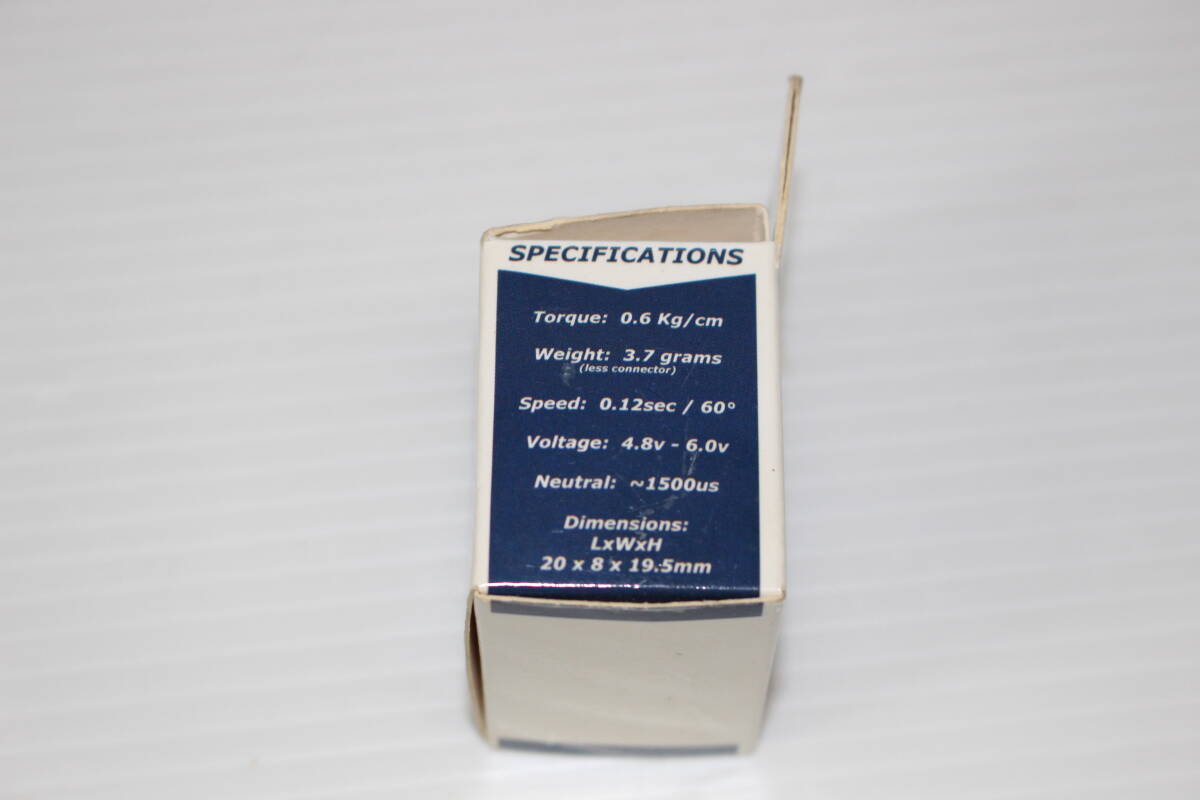 SPECIFICATIONS
Torque: 0.6 Kg/cm
Weight: 3.7 grams
(less connector)
Speed: 0.12sec / 60°
Voltage: 4.8v - 6.0v
Neutral: ~1500us
Dimensions:
LxWxH
20 x 8 x 19.5mm